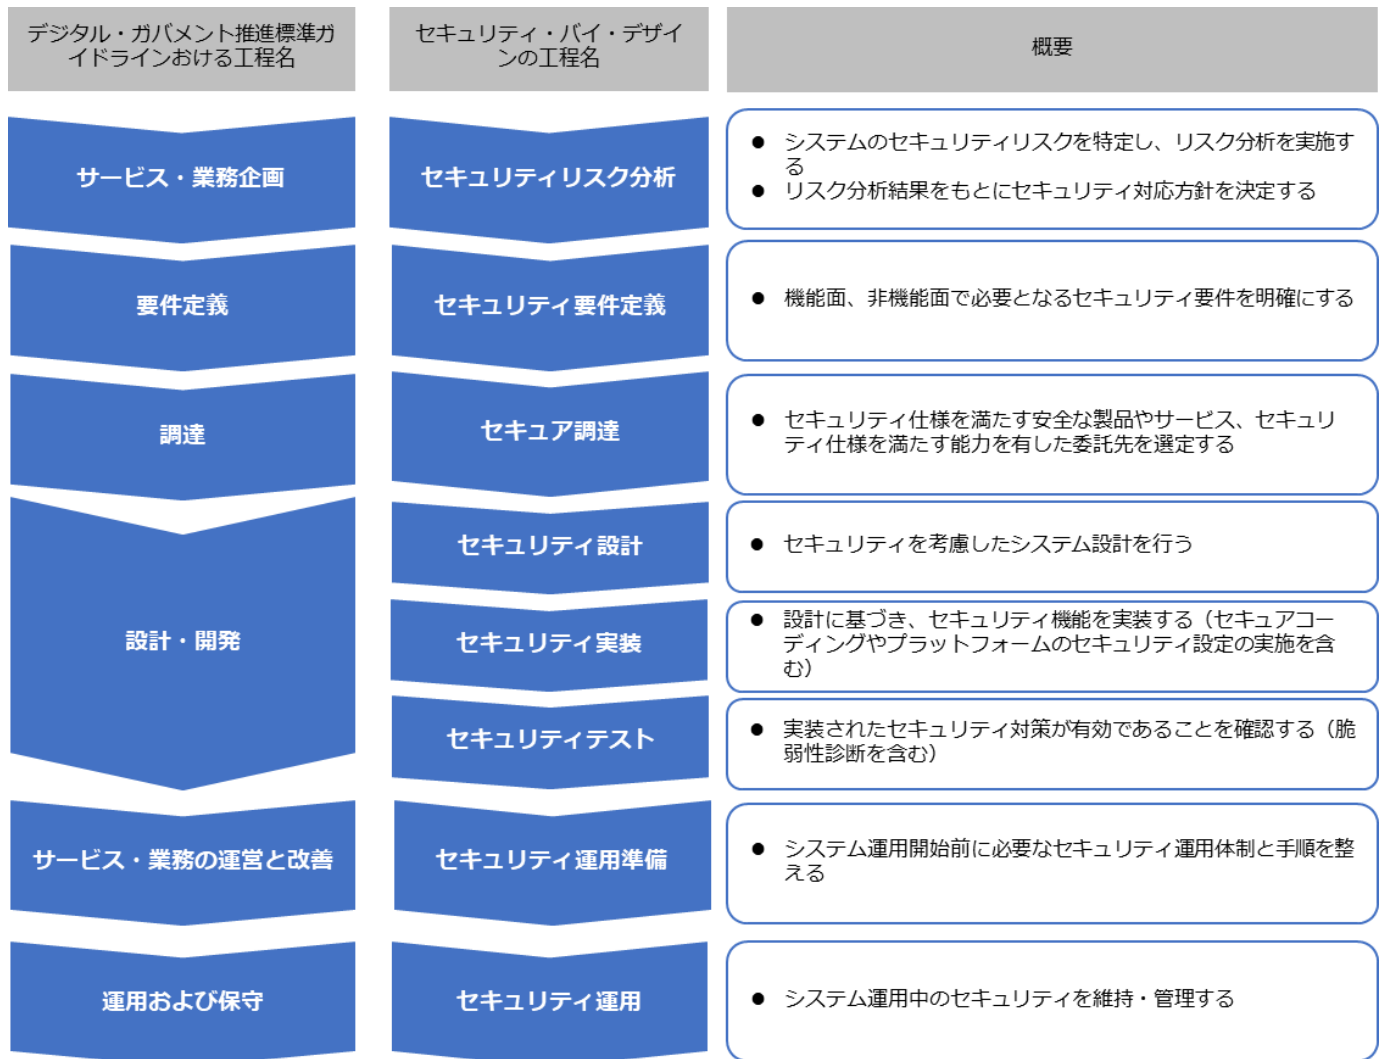 デジタル・ガバメント推進標準ガ
イドラインおける工程名
セキュリティ・バイ・デザイ
ンの工程名
概要
サービス・業務企画
セキュリティリスク分析
● システムのセキュリティリスクを特定し、リスク分析を実施す
る
● リスク分析結果をもとにセキュリティ対応方針を決定する
要件定義
セキュリティ要件定義
● 機能面、非機能面で必要となるセキュリティ要件を明確にする
調達
セキュア調達
● セキュリティ仕様を満たす安全な製品やサービス、セキュリ
ティ仕様を満たす能力を有した委託先を選定する
設計・開発
セキュリティ設計
● セキュリティを考慮したシステム設計を行う
セキュリティ実装
● 設計に基づき、セキュリティ機能を実装する（セキュアコー
ディングやプラットフォームのセキュリティ設定の実施を含
む）
セキュリティテスト
● 実装されたセキュリティ対策が有効であることを確認する（脆
弱性診断を含む）
サービス・業務の運営と改善
セキュリティ運用準備
● システム運用開始前に必要なセキュリティ運用体制と手順を整
える
運用および保守
セキュリティ運用
● システム運用中のセキュリティを維持・管理する